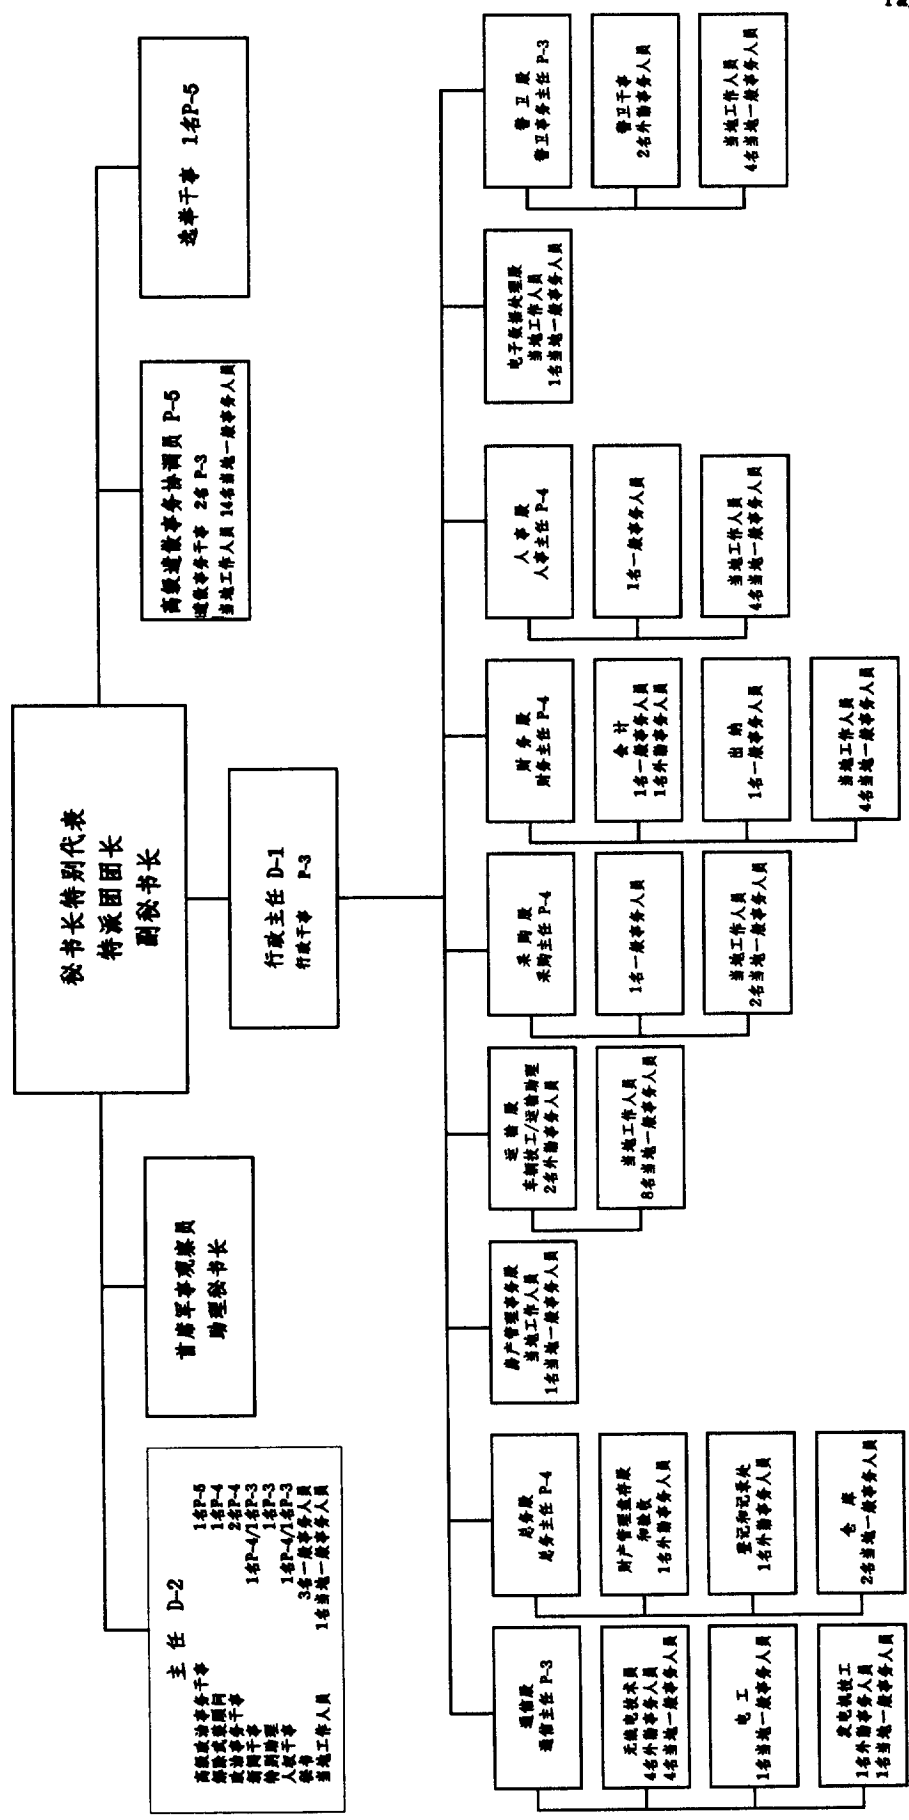 秘书长特别代表
特派团团长
副秘书长
主 任 D-2
高级政治事务干事 1名P-5
解除武装顾问 1名P-4
政治事务干事 2名P-4
新闻干事 1名P-4/1名P-3
特别助理 1名P-3
人权干事 1名P-4/1名P-3
秘书 3名一般事务人员
当地工作人员 1名当地一般事务人员
首席军事观察员
助理秘书长
行政主任 D-1
行政干事 P-3
高级遣散事务协调员 P-5
遣散事务干事 2名 P-3
当地工作人员 14名当地一般事务人员
选举干事 1名P-5
通信股
通信主任 P-3
无线电技术员
4名外勤事务人员
4名当地一般事务人员
电 工
1名当地一般事务人员
发电机技工
1名外勤事务人员
1名当地一般事务人员
总务股
总务主任 P-4
财产管理查存股
和验收
1名外勤事务人员
登记和记录处
1名外勤事务人员
仓 库
2名当地一般事务人员
房产管理事务股
当地工作人员
1名当地一般事务人员
运 输 股
车辆技工/运输助理
2名外勤事务人员
当地工作人员
8名当地一般事务人员
采 购 股
采购主任 P-4
1名一般事务人员
当地工作人员
2名当地一般事务人员
财 务 股
财务主任 P-4
会 计
1名一般事务人员
1名外勤事务人员
出 纳
1名一般事务人员
当地工作人员
4名当地一般事务人员
人 事 股
人事主任 P-4
1名一般事务人员
当地工作人员
4名当地一般事务人员
电子数据处理股
当地工作人员
1名当地一般事务人员
警 卫 股
警卫事务主任 P-3
警卫干事
2名外勤事务人员
当地工作人员
4名当地一般事务人员